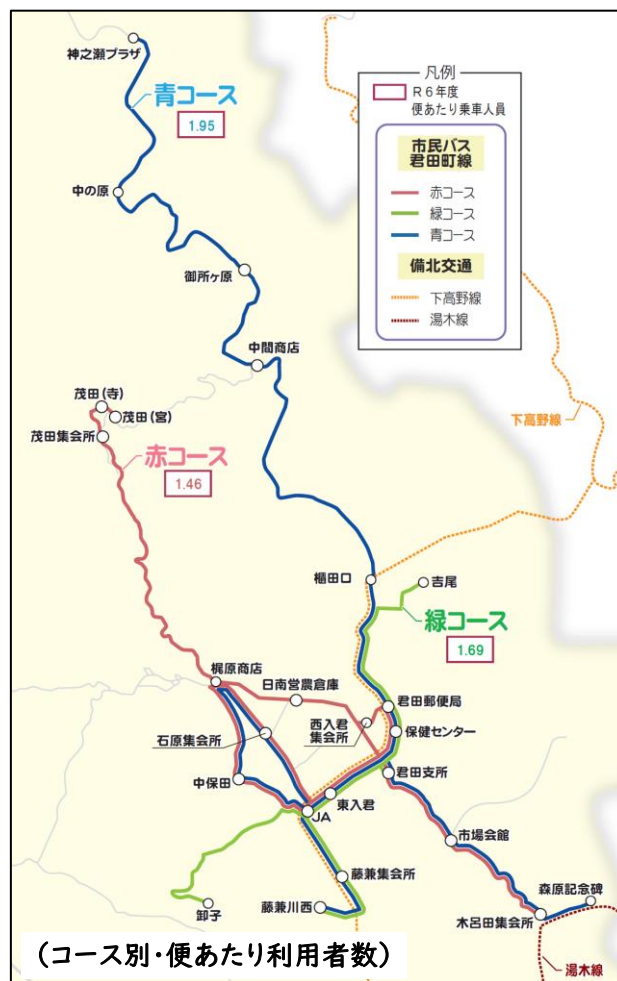 神之瀬プラザ
青コース
1.95
凡例
R6年度
便あたり乗車人員
市民バス
君田町線
赤コース
緑コース
青コース
備北交通
下高野線
湯木線
中の原
御所ヶ原
中間商店
茂田(寺)
茂田(宮)
茂田集会所
赤コース
1.46
下高野線
櫃田口
吉尾
緑コース
1.69
梶原商店
日南営農倉庫
君田郵便局
西入君
集会所
保健センター
石原集会所
君田支所
中保田
東入君
JA
市場会館
藤兼集会所
森原記念碑
卸子
藤兼川西
木呂田集会所
(コース別・便あたり利用者数)
湯木線